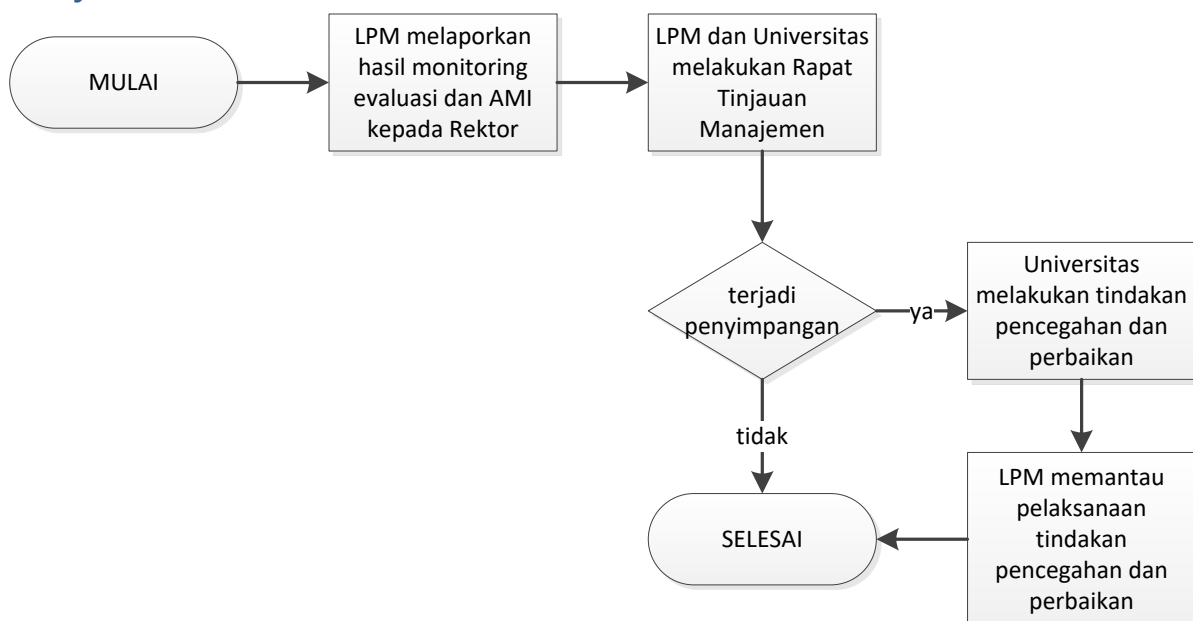 MULAI
LPM melaporkan
hasil monitoring
evaluasi dan AMI
kepada Rektor
LPM dan Universitas
melakukan Rapat
Tinjauan
Manajemen
terjadi
penyimpangan
ya
Universitas
melakukan tindakan
pencegahan dan
perbaikan
tidak
LPM memantau
pelaksanaan
tindakan
pencegahan dan
perbaikan
SELESAI